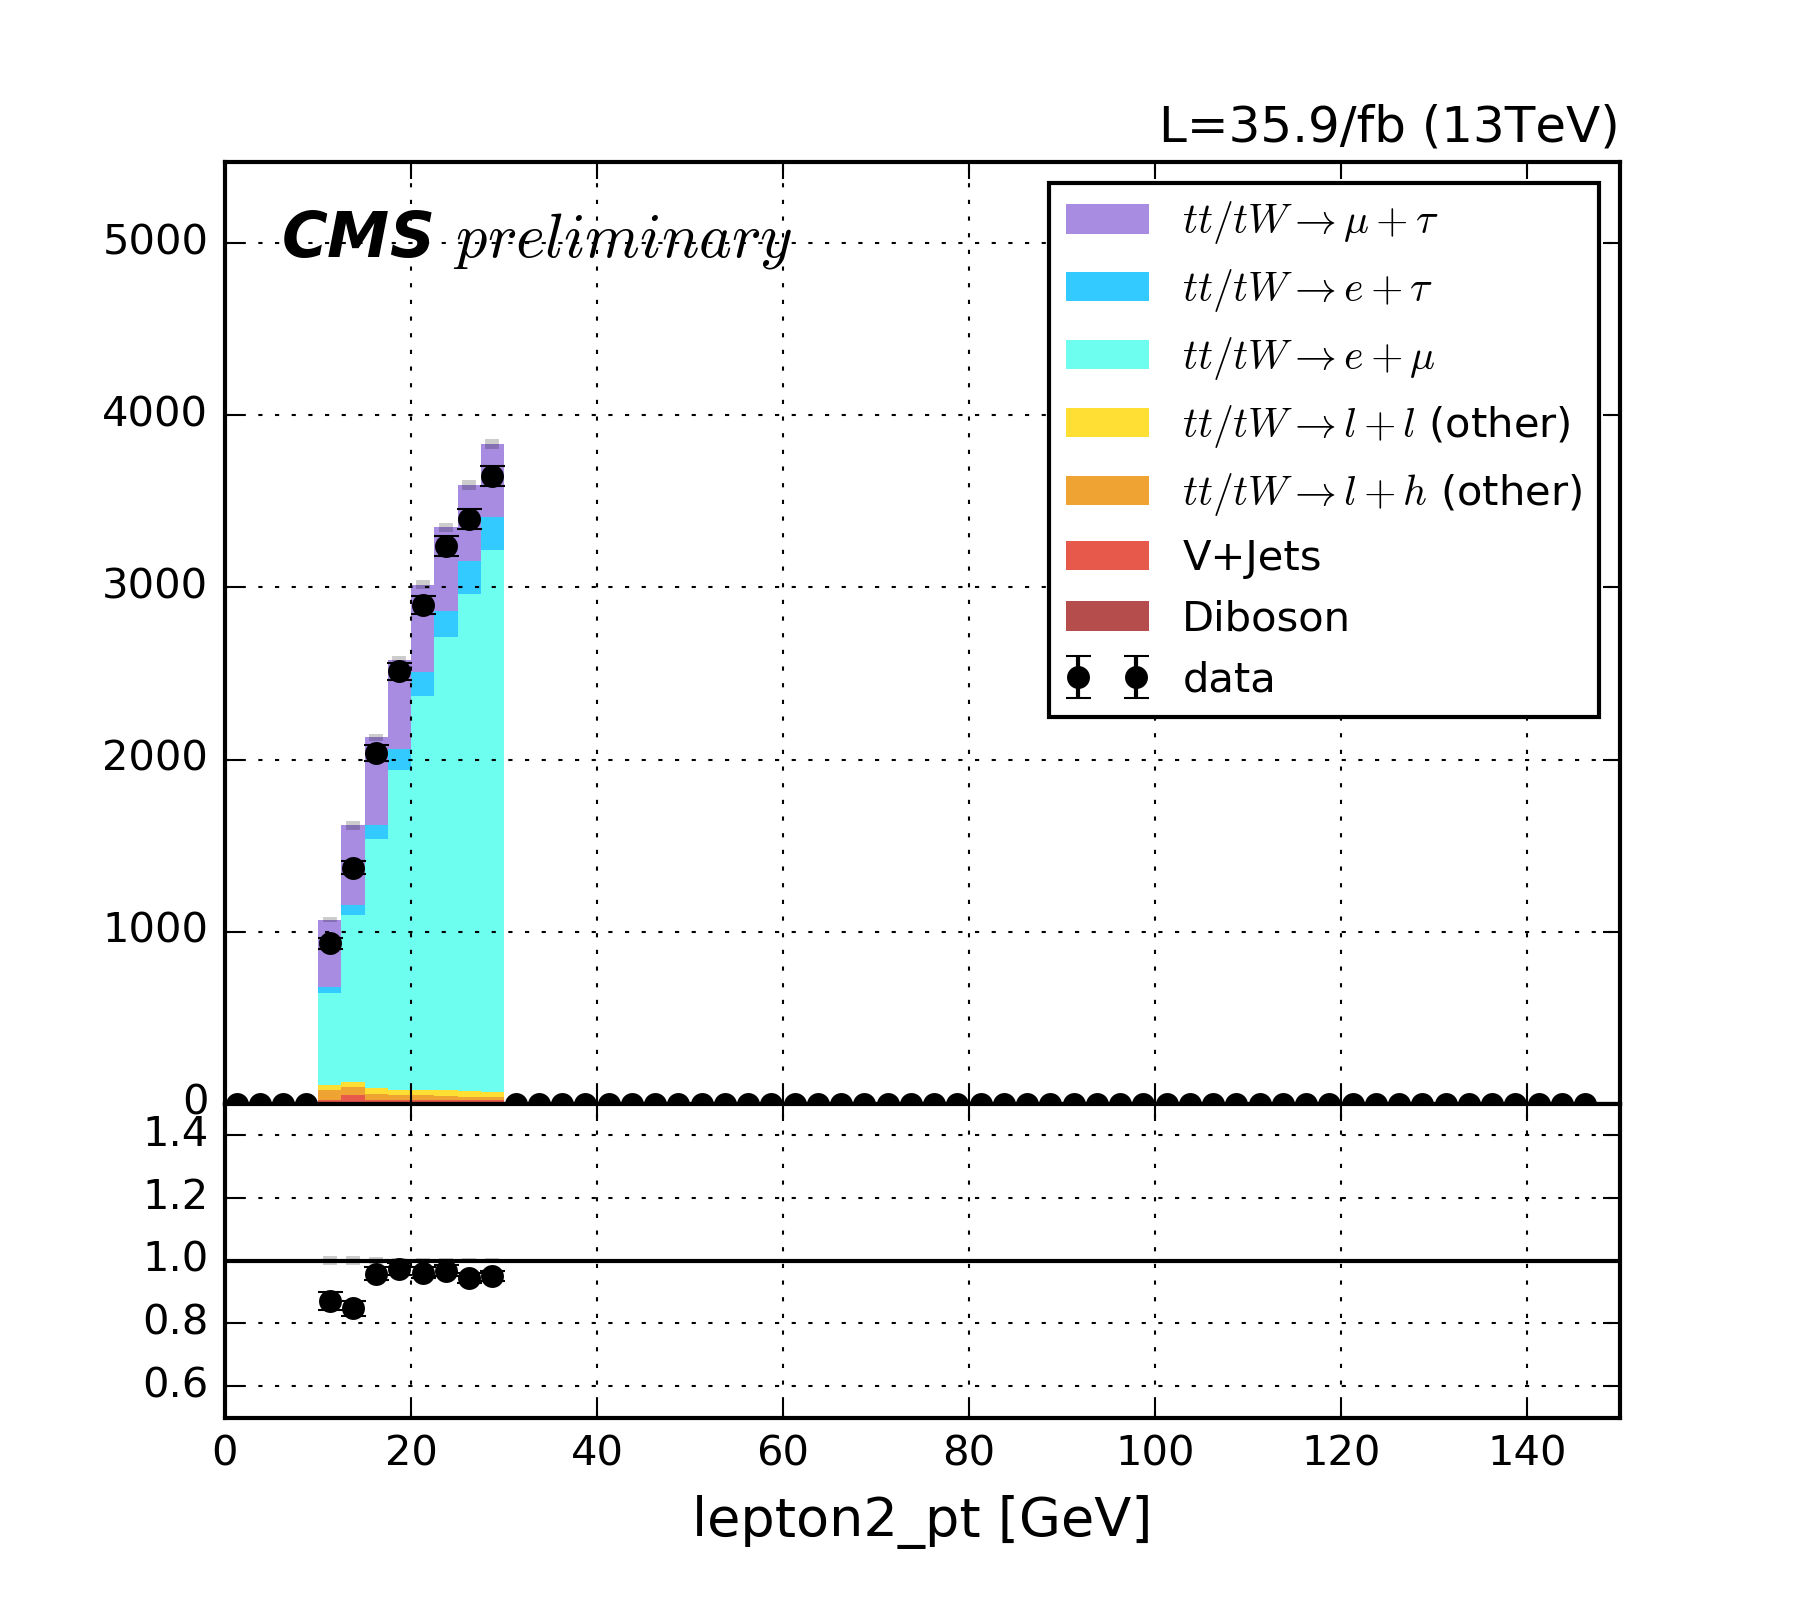 L=35.9/fb (13TeV)
CMS preliminary
5000
4000
3000
2000
1000
0
tt/tW → μ + τ
tt/tW → e + τ
tt/tW → e + μ
tt/tW → l + l (other)
tt/tW → l + h (other)
V+Jets
Diboson
data
1.4
1.2
1.0
0.8
0.6
0 20 40 60 80 100 120 140
lepton2_pt [GeV]